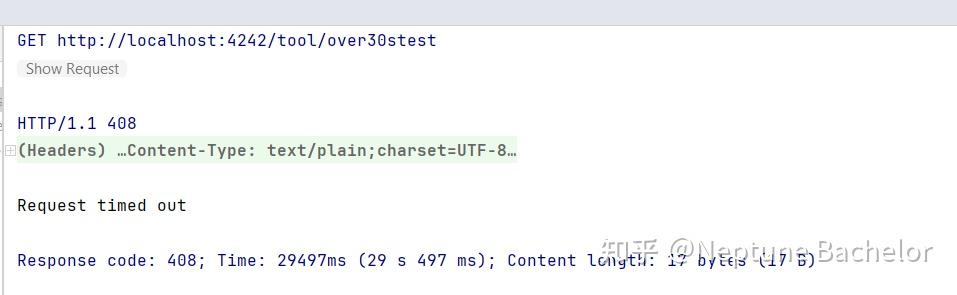 GET http://localhost:4242/tool/over30stest
Show Request
HTTP/1.1 408
(Headers) …Content-Type: text/plain;charset=UTF-8…
Request timed out
Response code: 408; Time: 29497ms (29 s 497 ms); Content length: 17 bytes (17 B)
知乎 @Neptune Bachelor